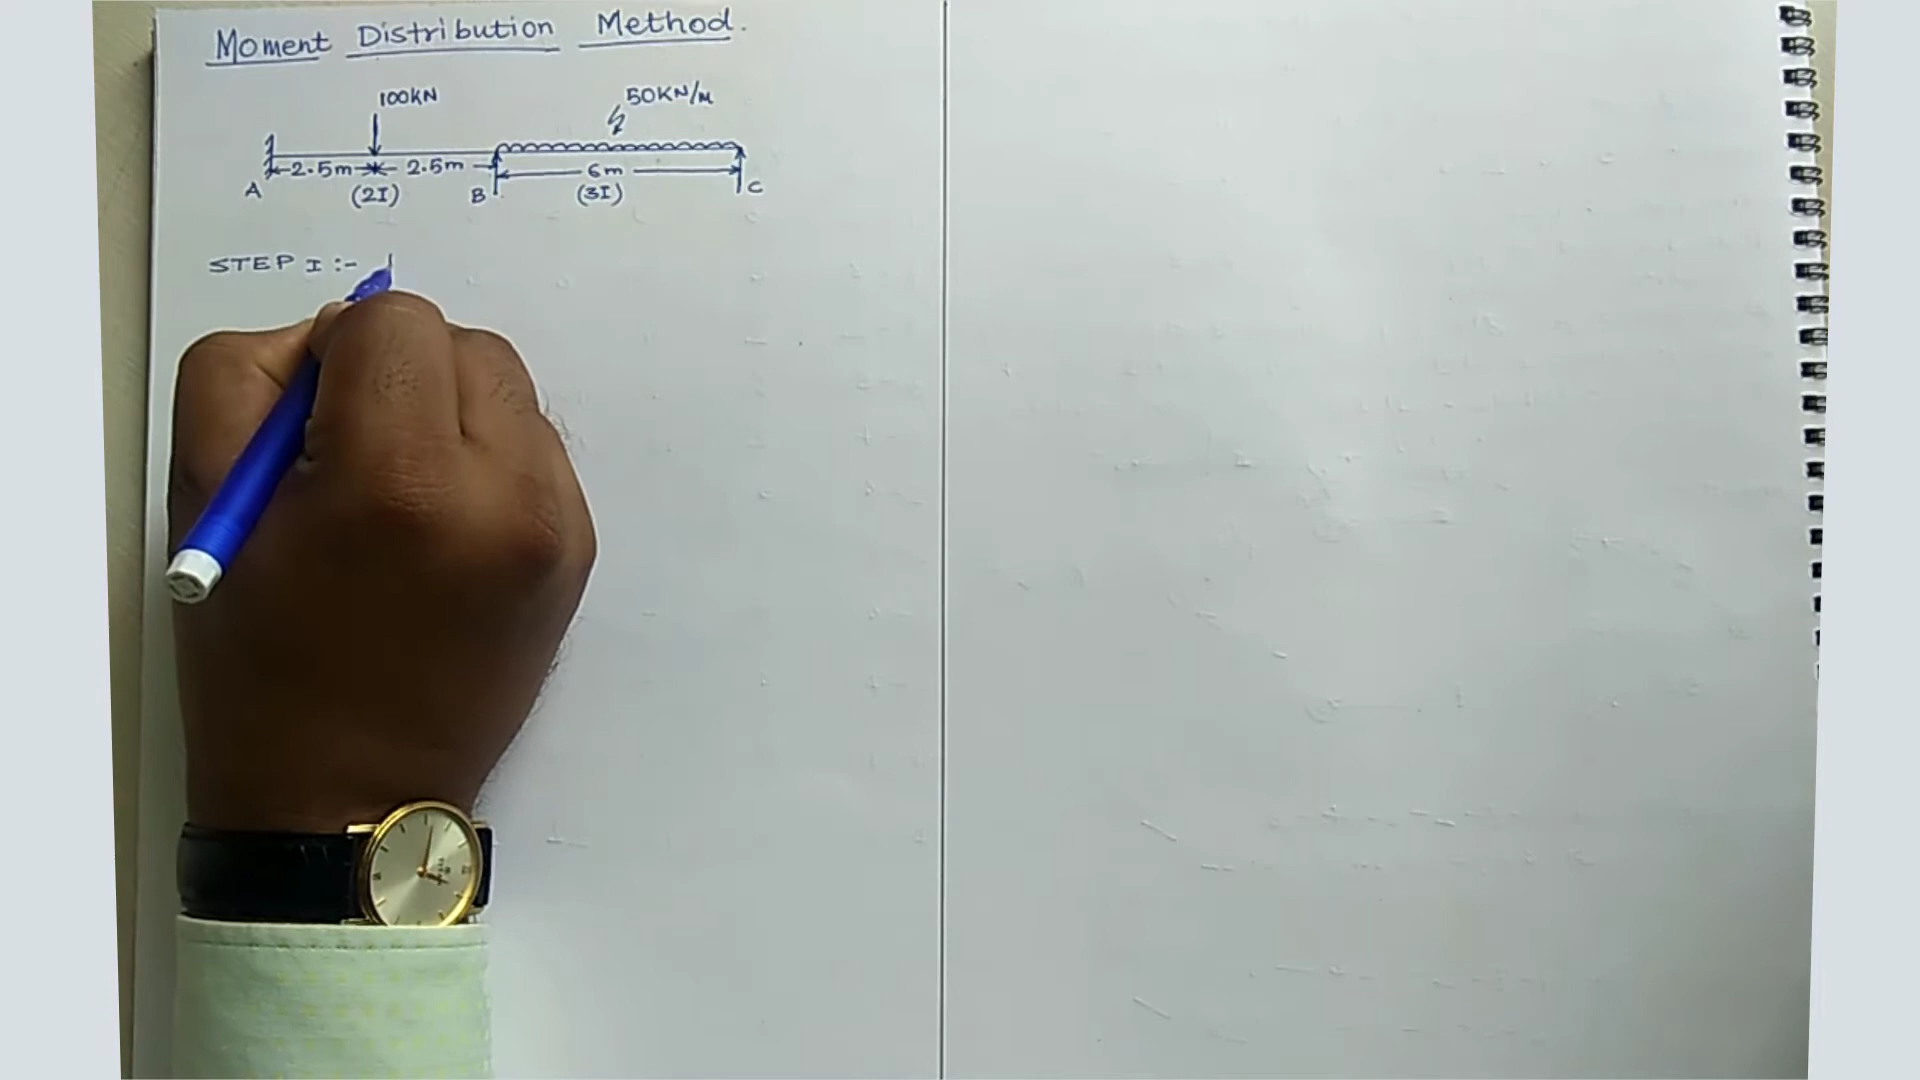 Moment Distribution Method.
100KN 50KN/M
2.5m 2.5m 6m
A (2I) B (3I) C
STEP I :-